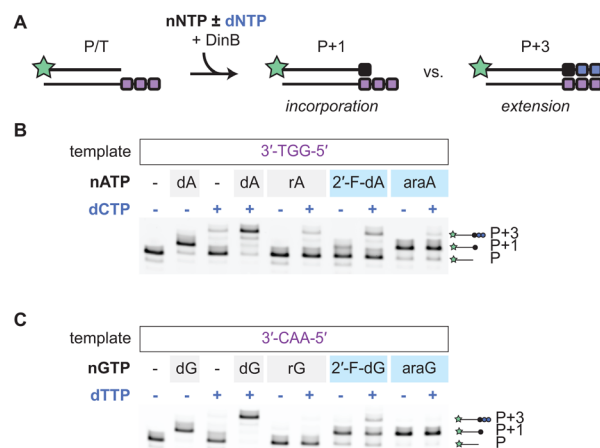 A
nNTP ± dNTP
P/T
+ DinB
P+1
vs.
P+3
incorporation
extension
B
template
3′-TGG-5′
nATP
- dA - dA rA 2′-F-dA araA
dCTP
- - + + - + - + - +
P+3
P+1
P
C
template
3′-CAA-5′
nGTP
- dG - dG rG 2′-F-dG araG
dTTP
- - + + - + - + - +
P+3
P+1
P